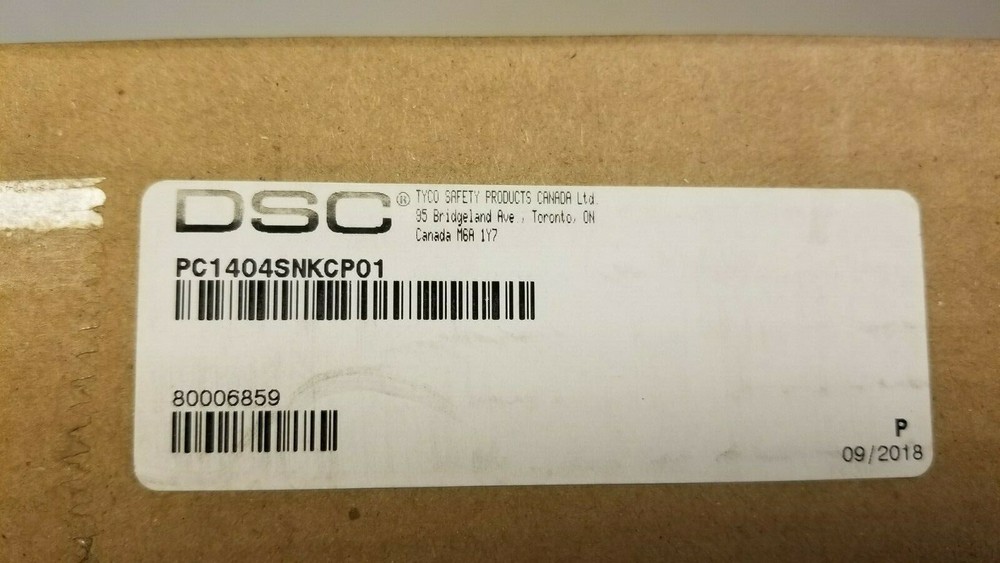 DSC® TYCO SAFETY PRODUCTS CANADA Ltd.
95 Bridgeland Ave , Toronto, ON
Canada M6A 1Y7
PC1404SNKCP01
80006859
P
09/2018